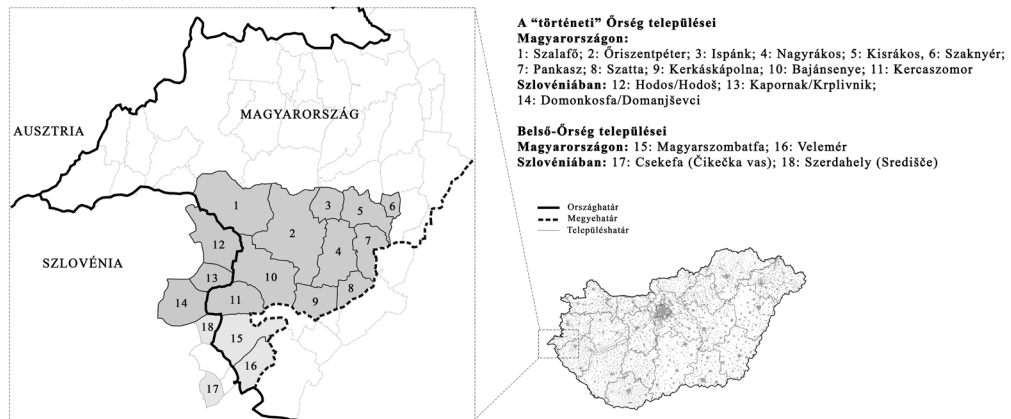 A “történeti” Őrség települései
Magyarországon:
1: Szalafő; 2: Őriszentpéter; 3: Ispánk; 4: Nagyrákos; 5: Kisrákos, 6: Szaknyér;
7: Pankasz; 8: Szatta; 9: Kerkáskápolna; 10: Bajánsenye; 11: Kercaszomor
Szlovéniában: 12: Hodos/Hodoš; 13: Kapornak/Krplivnik;
14: Domonkosfa/Domanjševci
Belső-Őrség települései
Magyarországon: 15: Magyarszombatfa; 16: Velemér
Szlovéniában: 17: Csekefa (Čikečka vas); 18: Szerdahely (Središče)
Országhatár
Megyehatár
Településhatár
MAGYARORSZÁG
AUSZTRIA
SZLOVÉNIA
1
2
3
4
5
6
7
8
9
10
11
12
13
14
15
16
17
18